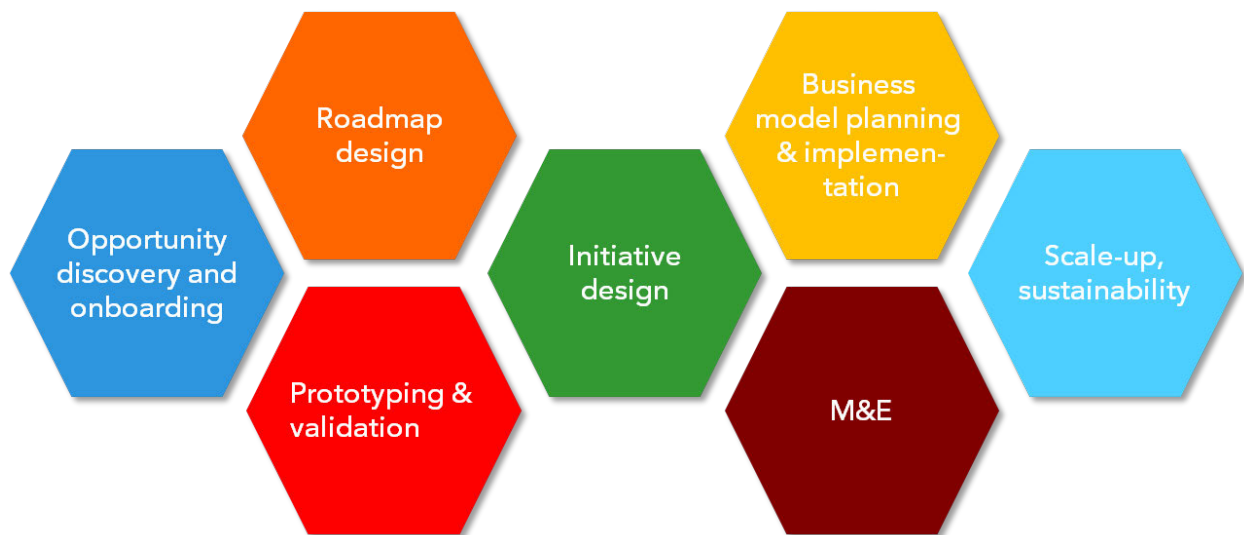 Opportunity
discovery and
onboarding
Roadmap
design
Prototyping &
validation
Initiative
design
Business
model planning
& implemen-
tation
M&E
Scale-up,
sustainability